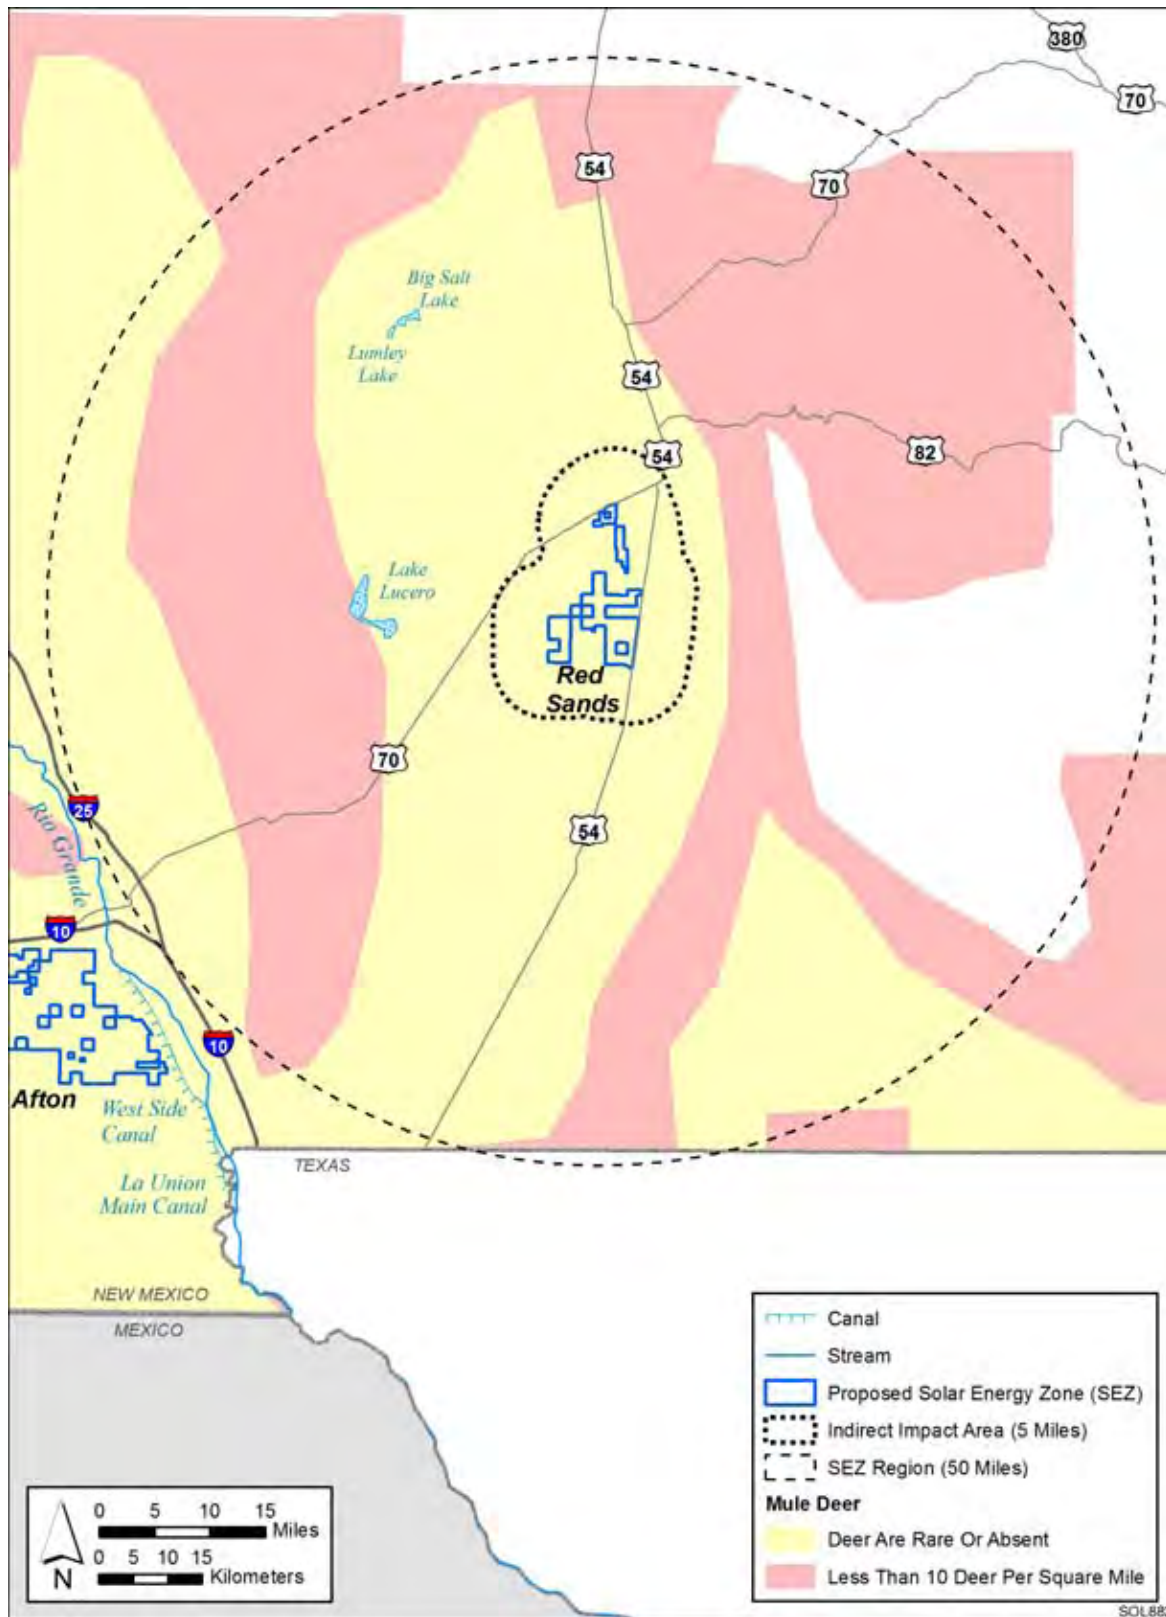 380
70
54
70
Big Salt
Lake
Lumley
Lake
54
54
82
Lake
Lucero
Red
Sands
70
25
Rio Grande
54
10
10
Afton
West Side
Canal
TEXAS
La Union
Main Canal
NEW MEXICO
MEXICO
Canal
Stream
Proposed Solar Energy Zone (SEZ)
Indirect Impact Area (5 Miles)
SEZ Region (50 Miles)
Mule Deer
Deer Are Rare Or Absent
Less Than 10 Deer Per Square Mile
0 5 10 15
Miles
0 5 10 15
Kilometers
N